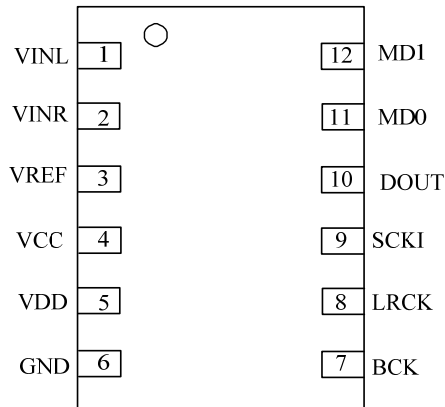 VINL 1 12 MD1
VINR 2 11 MD0
VREF 3 10 DOUT
VCC 4 9 SCKI
VDD 5 8 LRCK
GND 6 7 BCK